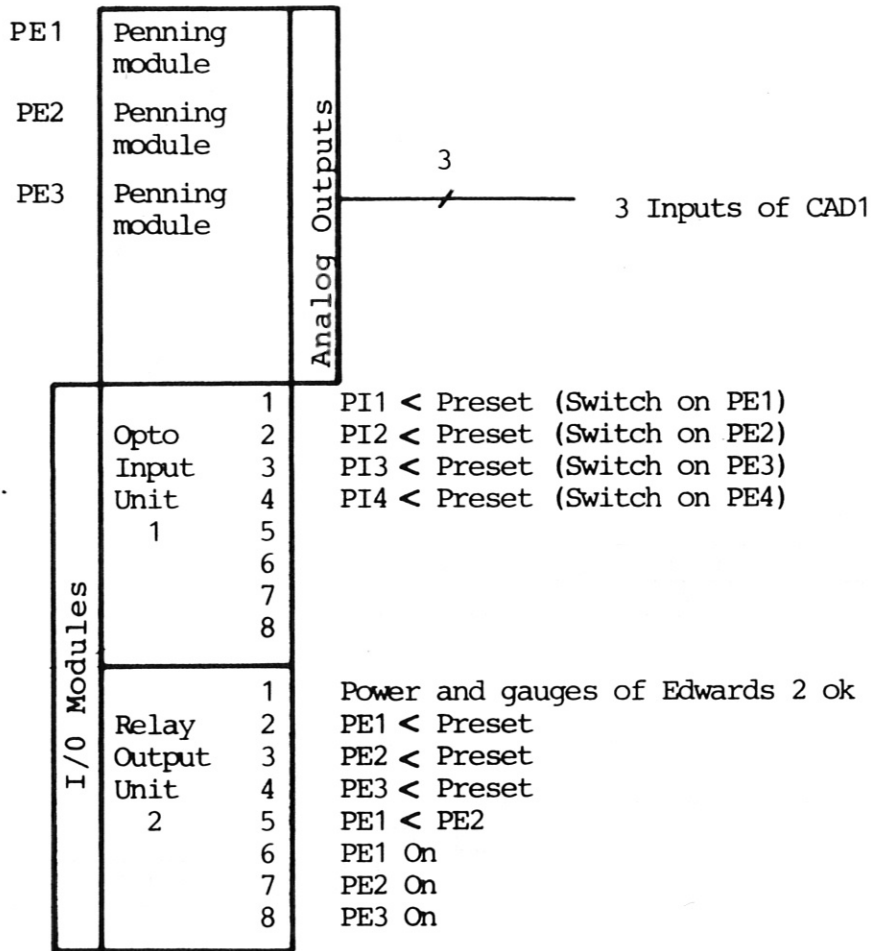 PE1 Penning
module
PE2 Penning
module
PE3 Penning
module
Analog Outputs
3
3 Inputs of CAD1
I/O Modules
1 PI1 < Preset (Switch on PE1)
Opto 2 PI2 < Preset (Switch on PE2)
Input 3 PI3 < Preset (Switch on PE3)
Unit 4 PI4 < Preset (Switch on PE4)
1 5
6
7
8
1 Power and gauges of Edwards 2 ok
Relay 2 PE1 < Preset
Output 3 PE2 < Preset
Unit 4 PE3 < Preset
2 5 PE1 < PE2
6 PE1 On
7 PE2 On
8 PE3 On